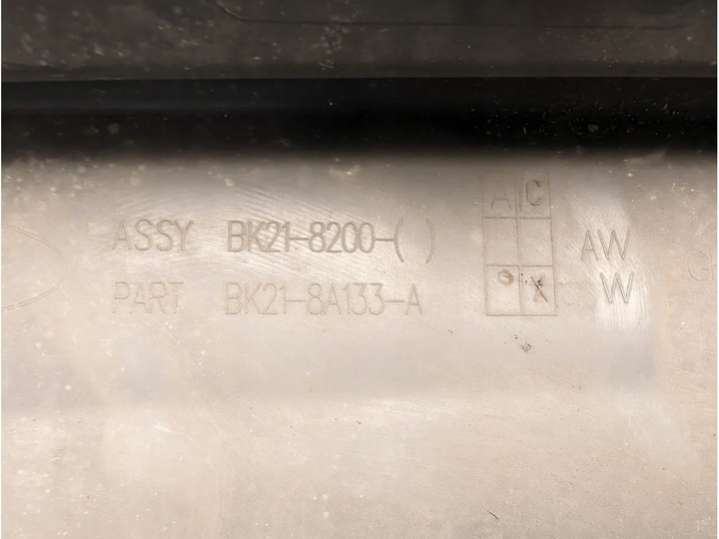 A C
ASSY BK21-8200-( ) AW
PART BK21-8A133-A X W